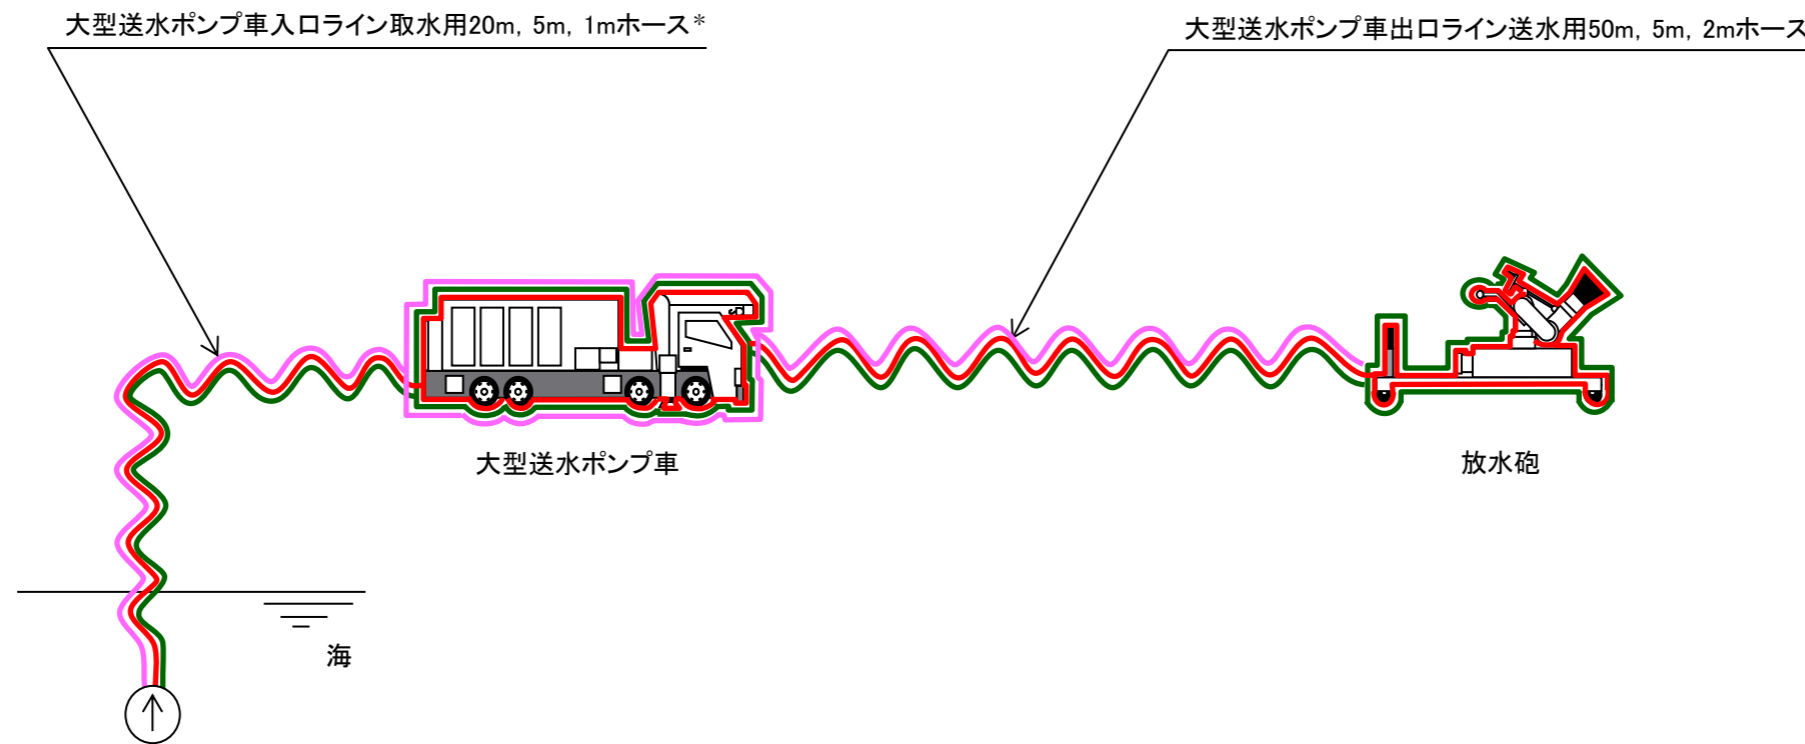 大型送水ポンプ車入口ライン取水用20m, 5m, 1mホース*
大型送水ポンプ車出口ライン送水用50m, 5m, 2mホース
大型送水ポンプ車
放水砲
海